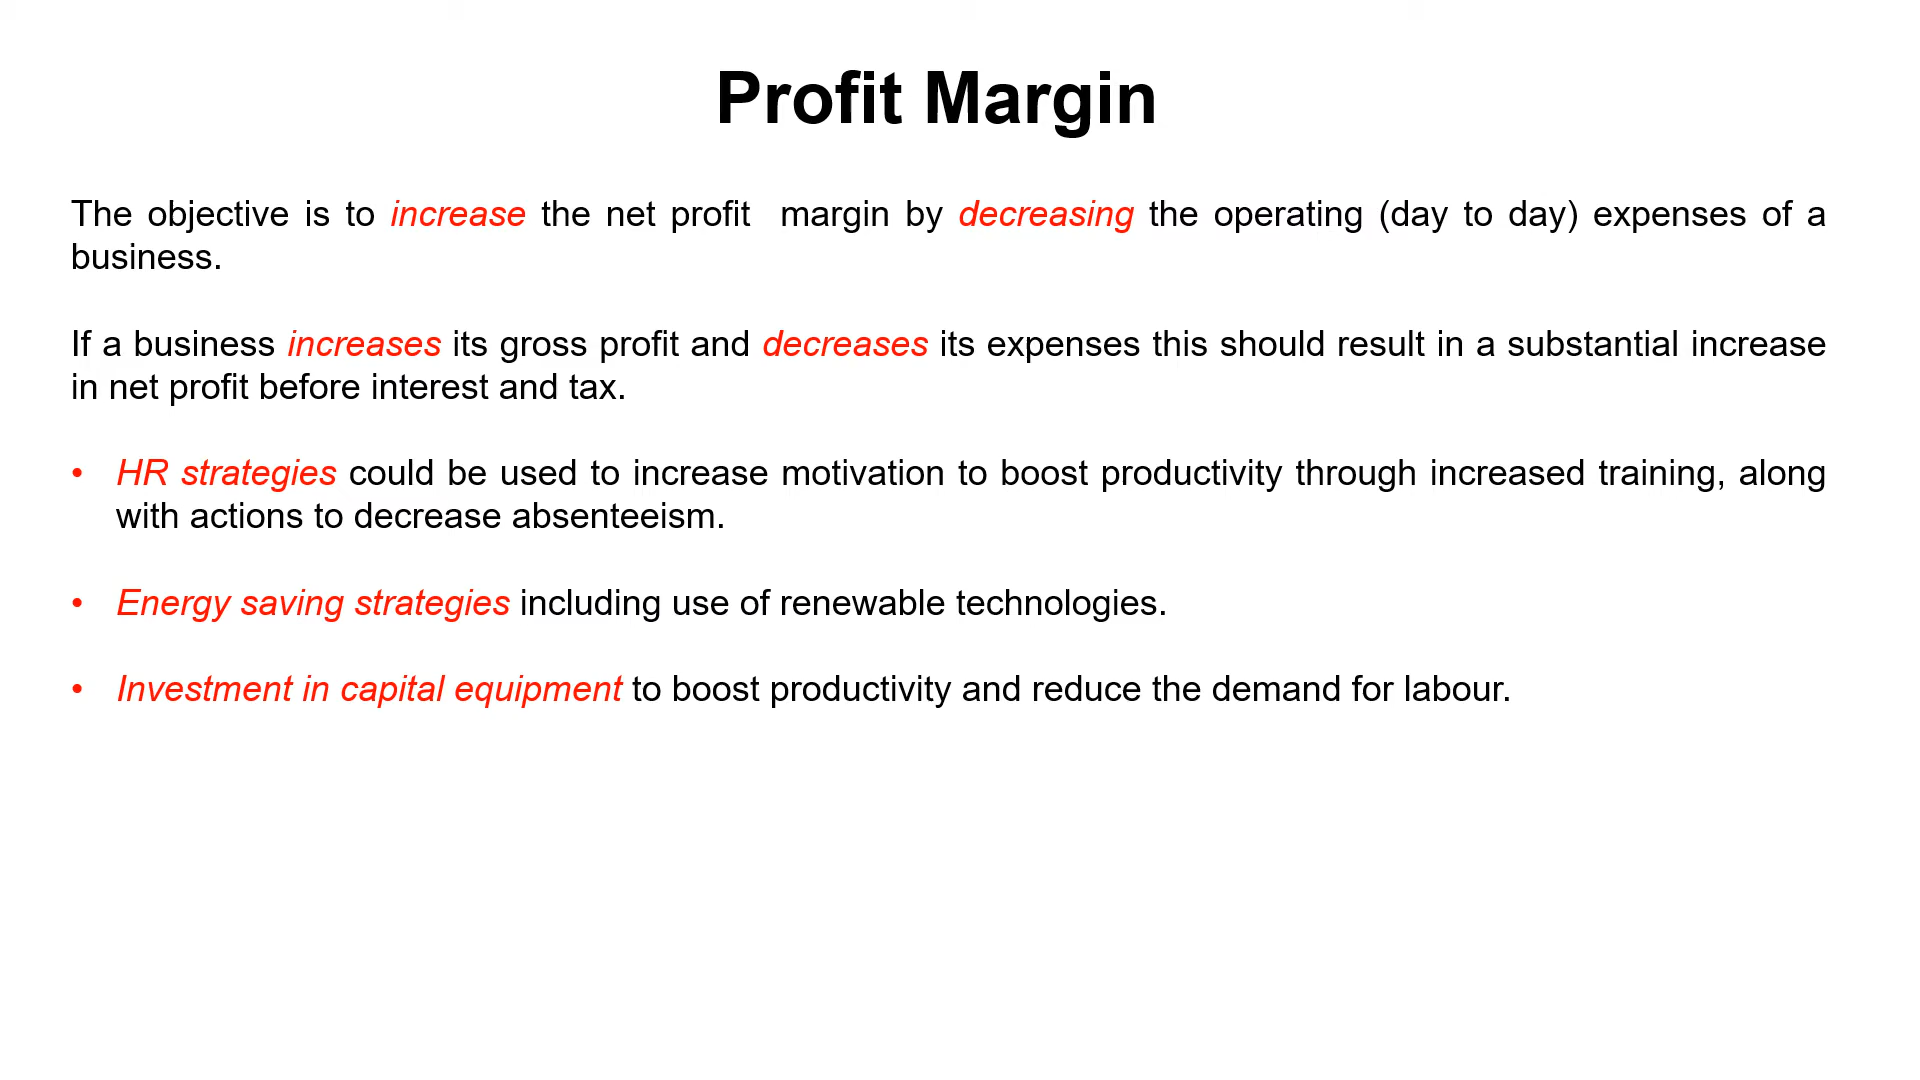 Profit Margin
The objective is to increase the net profit  margin by decreasing the operating (day to day) expenses of a
business.
If a business increases its gross profit and decreases its expenses this should result in a substantial increase
in net profit before interest and tax.
• HR strategies could be used to increase motivation to boost productivity through increased training, along
with actions to decrease absenteeism.
• Energy saving strategies including use of renewable technologies.
• Investment in capital equipment to boost productivity and reduce the demand for labour.